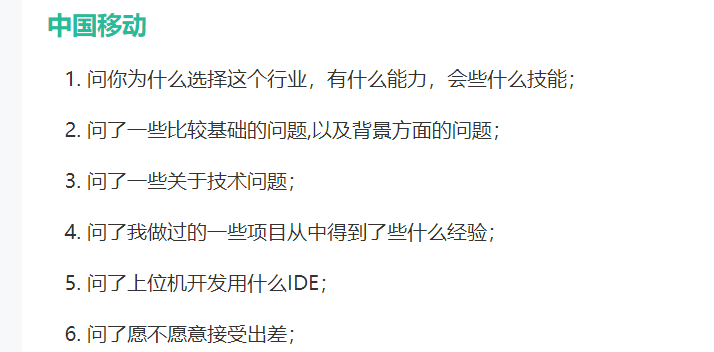 中国移动
1. 问你为什么选择这个行业，有什么能力，会些什么技能；
2. 问了一些比较基础的问题,以及背景方面的问题；
3. 问了一些关于技术问题；
4. 问了我做过的一些项目从中得到了些什么经验；
5. 问了上位机开发用什么IDE；
6. 问了愿不愿意接受出差；